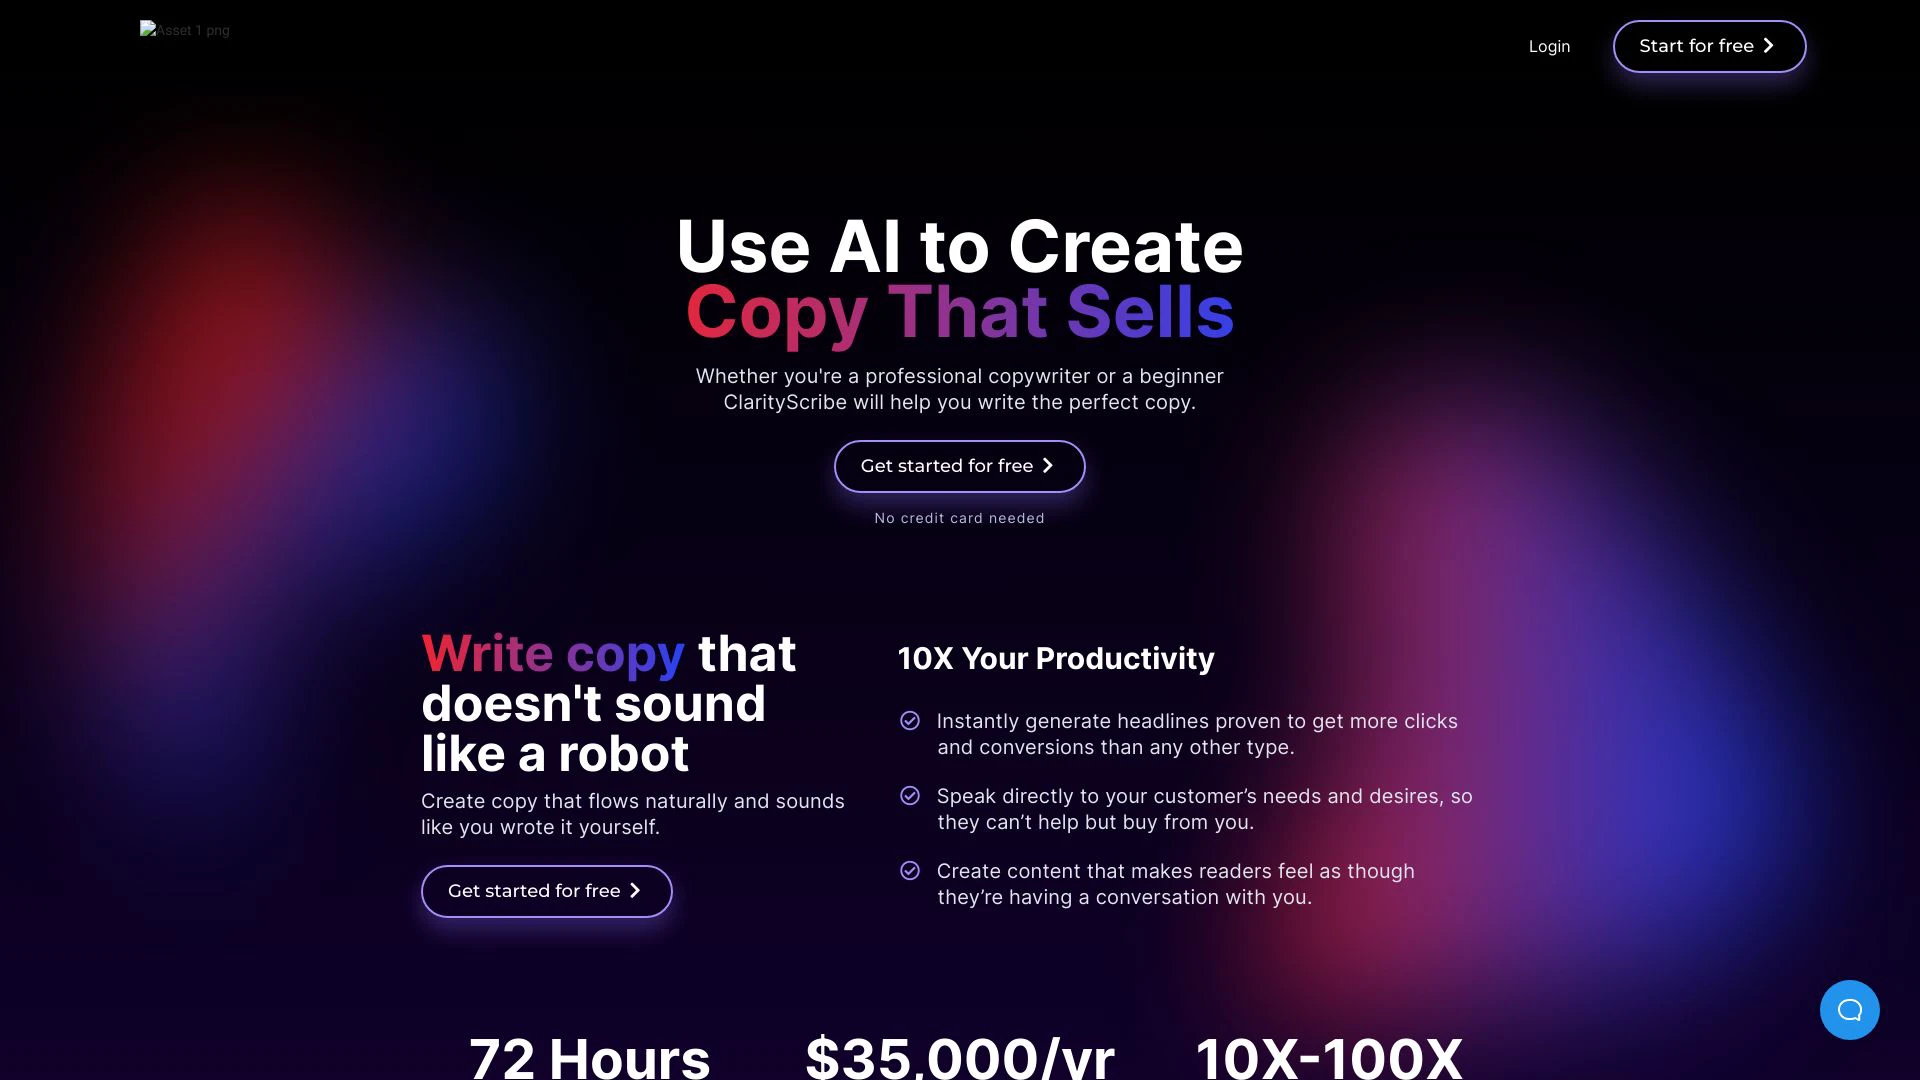 Asset 1 png
Login
Start for free
Use AI to Create
Copy That Sells
Whether you're a professional copywriter or a beginner
ClarityScribe will help you write the perfect copy.
Get started for free
No credit card needed
Write copy that
doesn't sound
like a robot
Create copy that flows naturally and sounds
like you wrote it yourself.
Get started for free
10X Your Productivity
Instantly generate headlines proven to get more clicks
and conversions than any other type.
Speak directly to your customer’s needs and desires, so
they can’t help but buy from you.
Create content that makes readers feel as though
they’re having a conversation with you.
72 Hours
$35,000/yr
10X-100X